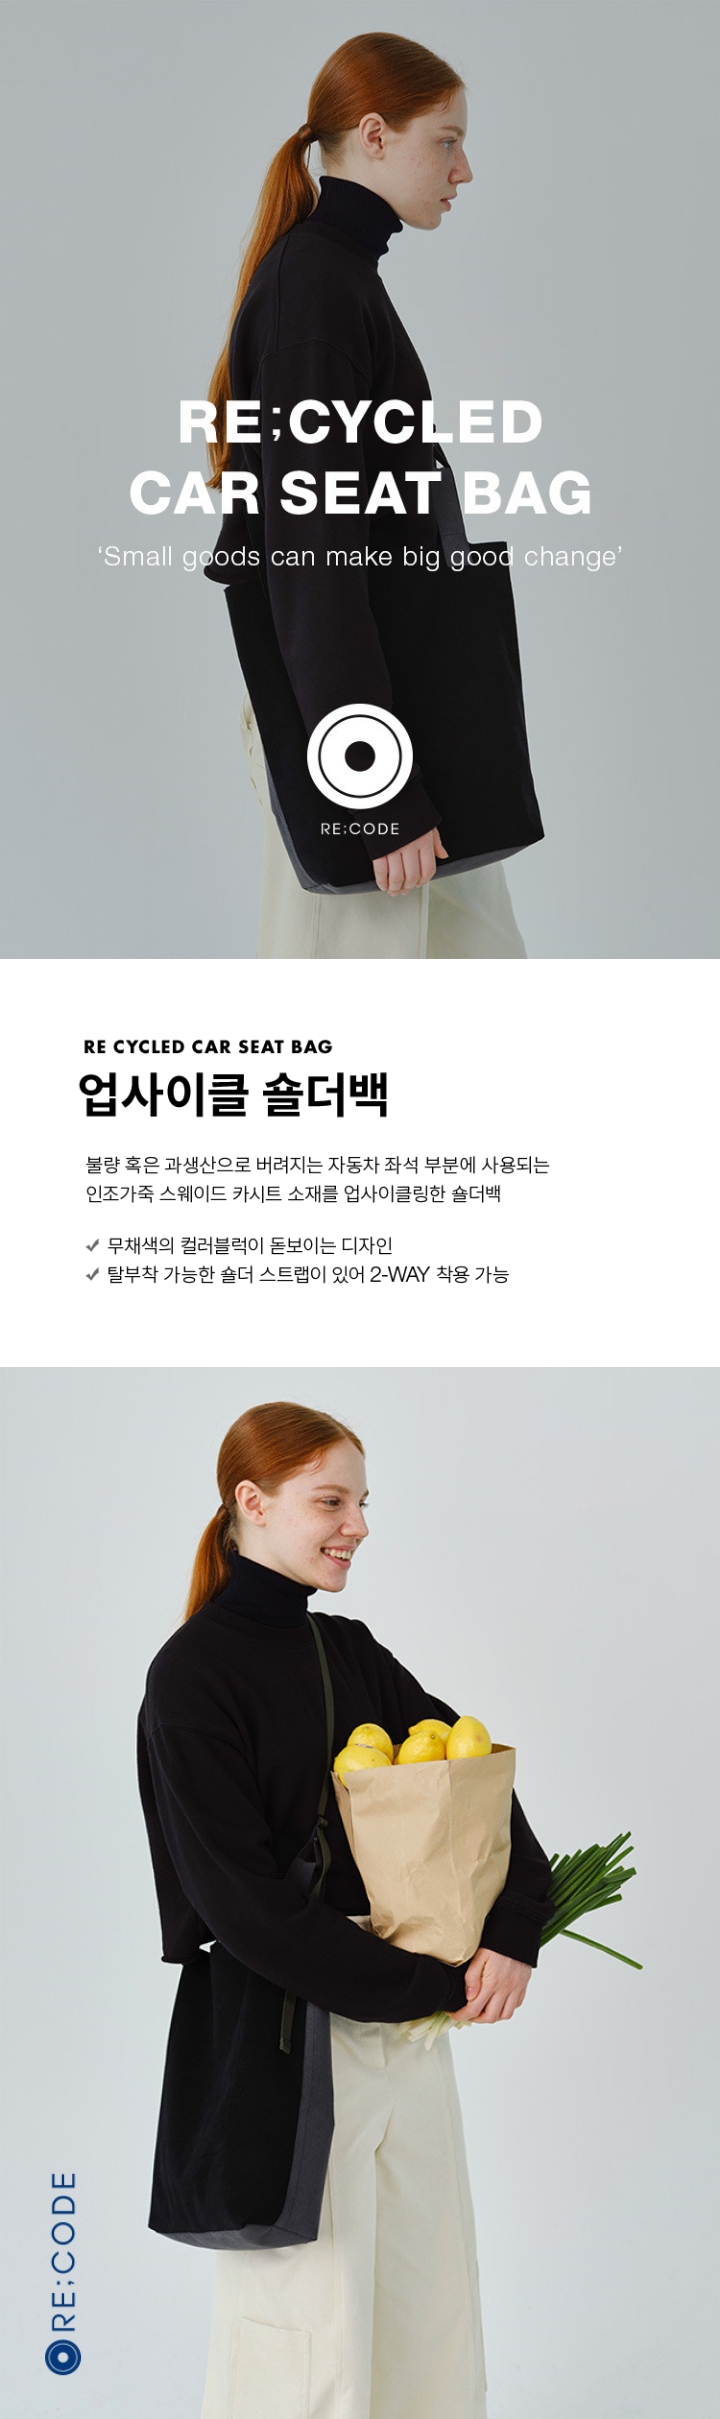 RE;CYCLED
CAR SEAT BAG
‘Small goods can make big good change’
RE;CODE
RE CYCLED CAR SEAT BAG
업사이클 숄더백
불량 혹은 과생산으로 버려지는 자동차 좌석 부분에 사용되는
인조가죽 스웨이드 카시트 소재를 업사이클링한 숄더백
무채색의 컬러블럭이 돋보이는 디자인
탈부착 가능한 숄더 스트랩이 있어 2-WAY 착용 가능
RE;CODE